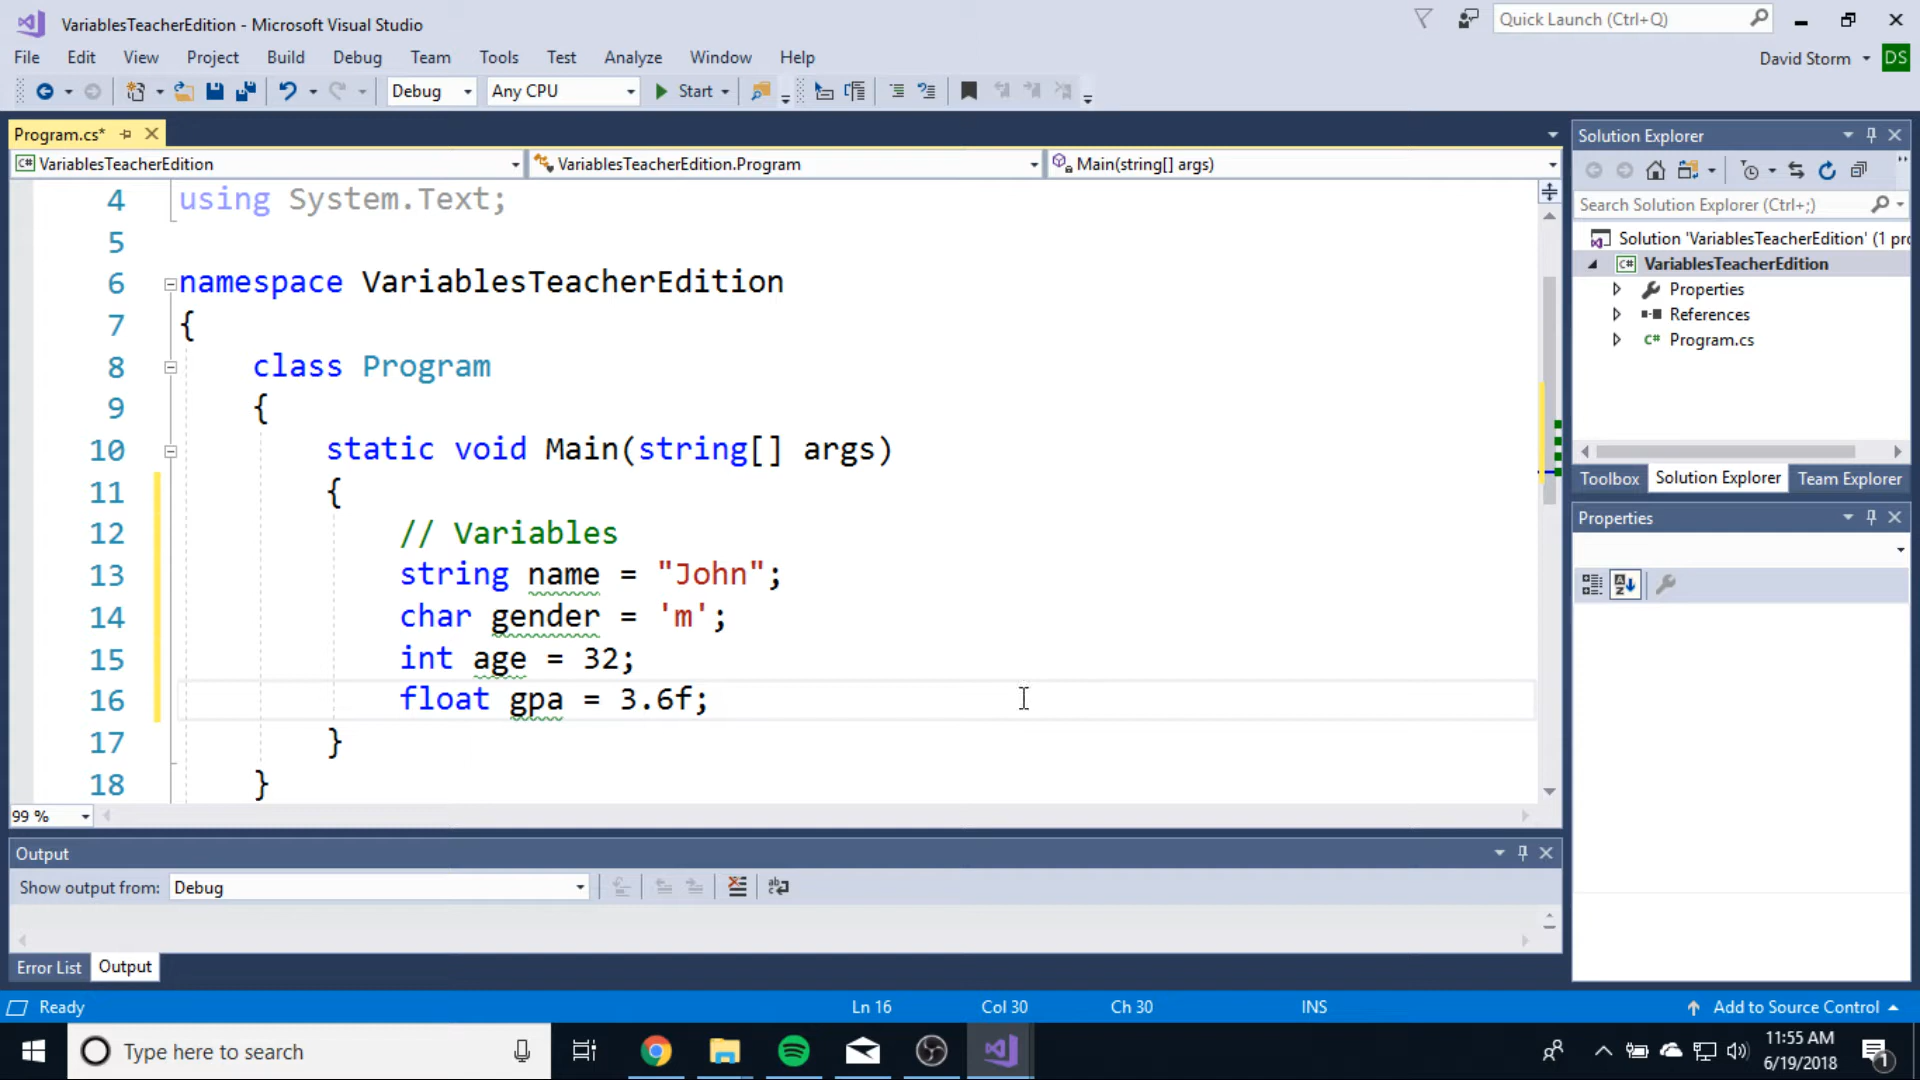 VariablesTeacherEdition - Microsoft Visual Studio
Quick Launch (Ctrl+Q)
File Edit View Project Build Debug Team Tools Test Analyze Window Help
David Storm DS
Debug Any CPU Start
Program.cs*
VariablesTeacherEdition VariablesTeacherEdition.Program Main(string[] args)
4 using System.Text;
5
6 namespace VariablesTeacherEdition
7 {
8 class Program
9 {
10 static void Main(string[] args)
11 {
12 // Variables
13 string name = "John";
14 char gender = 'm';
15 int age = 32;
16 float gpa = 3.6f;
17 }
18 }
99 %
Solution Explorer
Search Solution Explorer (Ctrl+;)
Solution 'VariablesTeacherEdition' (1 pro
VariablesTeacherEdition
Properties
References
C# Program.cs
Toolbox Solution Explorer Team Explorer
Properties
Output
Show output from: Debug
Error List Output
Ready Ln 16 Col 30 Ch 30 INS Add to Source Control
Type here to search
11:55 AM
6/19/2018
1